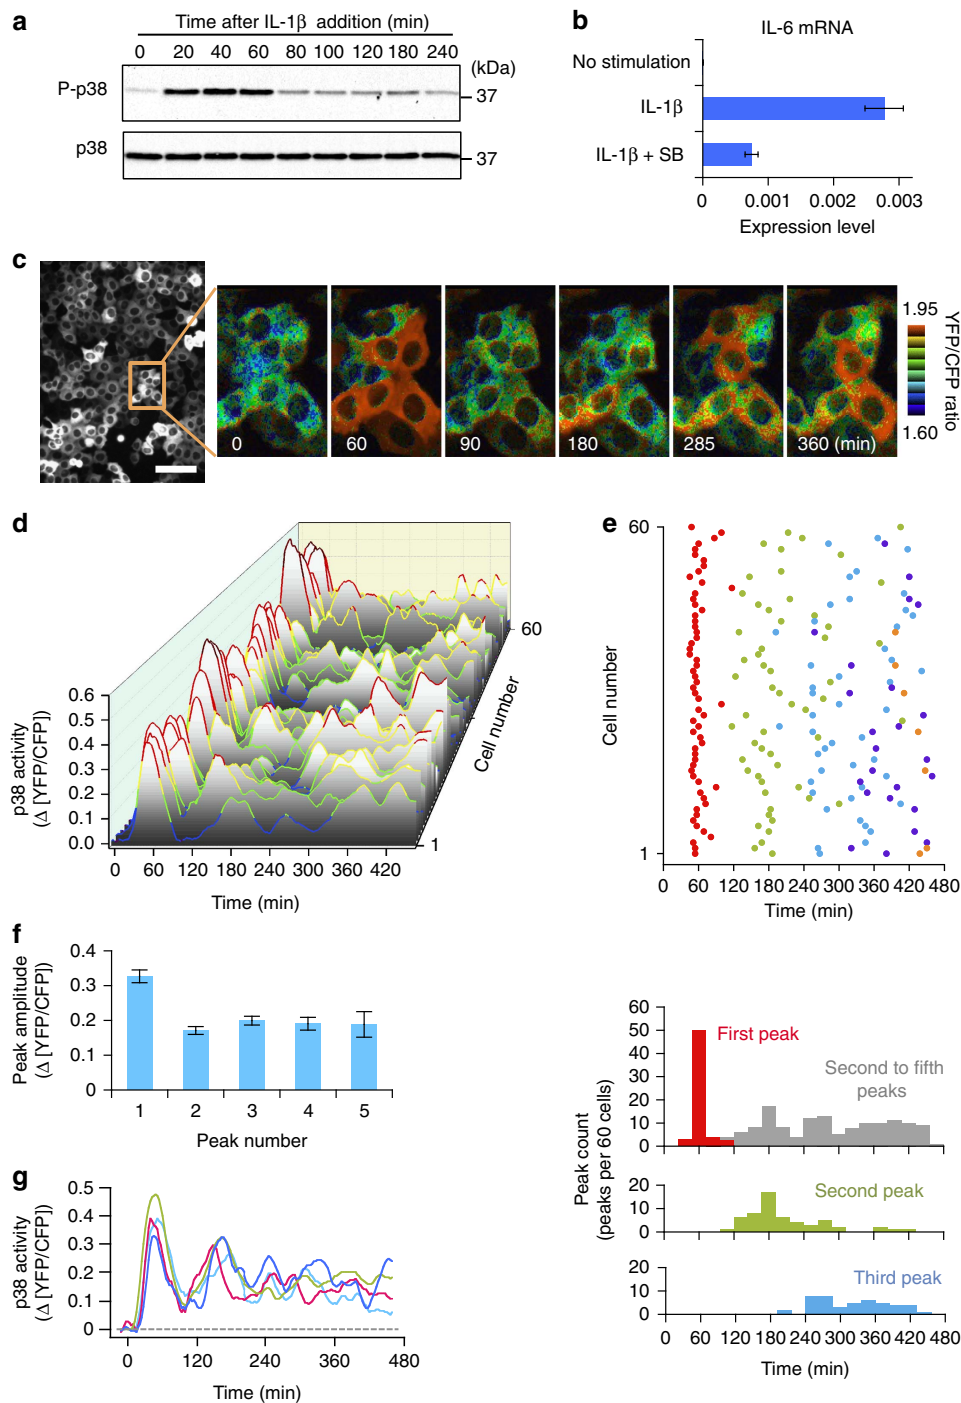 a
Time after IL-1β addition (min)
0 20 40 60 80 100 120 180 240
(kDa)
P-p38
37
p38
37
b
IL-6 mRNA
No stimulation
IL-1β
IL-1β + SB
0 0.001 0.002 0.003
Expression level
c
0
60
90
180
285
360 (min)
1.95
YFP/CFP ratio
1.60
d
0.6
0.5
0.4
0.3
0.2
0.1
0.0
p38 activity
(Δ [YFP/CFP])
0 60 120 180 240 300 360 420
Time (min)
60
Cell number
1
e
60
Cell number
1
0 60 120 180 240 300 360 420 480
Time (min)
f
0.4
0.3
0.2
0.1
0
Peak amplitude
(Δ [YFP/CFP])
1 2 3 4 5
Peak number
60
50
40
30
20
10
0
First peak
Second to fifth
peaks
Peak count
(peaks per 60 cells)
20
10
0
Second peak
20
10
0
Third peak
0 60 120 180 240 300 360 420 480
Time (min)
g
0.5
0.4
0.3
0.2
0.1
0
p38 activity
(Δ [YFP/CFP])
0 120 240 360 480
Time (min)